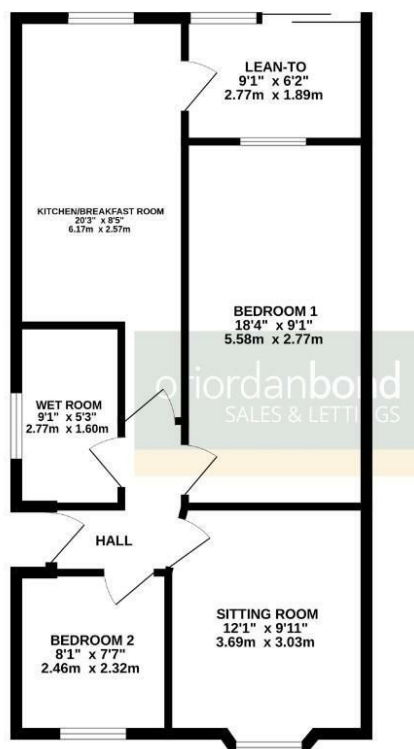 LEAN-TO
9'1" x 6'2"
2.77m x 1.89m
KITCHEN/BREAKFAST ROOM
20'3" x 8'5"
6.17m x 2.57m
BEDROOM 1
18'4" x 9'1"
5.58m x 2.77m
oriordanbond
SALES & LETTINGS
WET ROOM
9'1" x 5'3"
2.77m x 1.60m
HALL
SITTING ROOM
12'1" x 9'11"
3.69m x 3.03m
BEDROOM 2
8'1" x 7'7"
2.46m x 2.32m